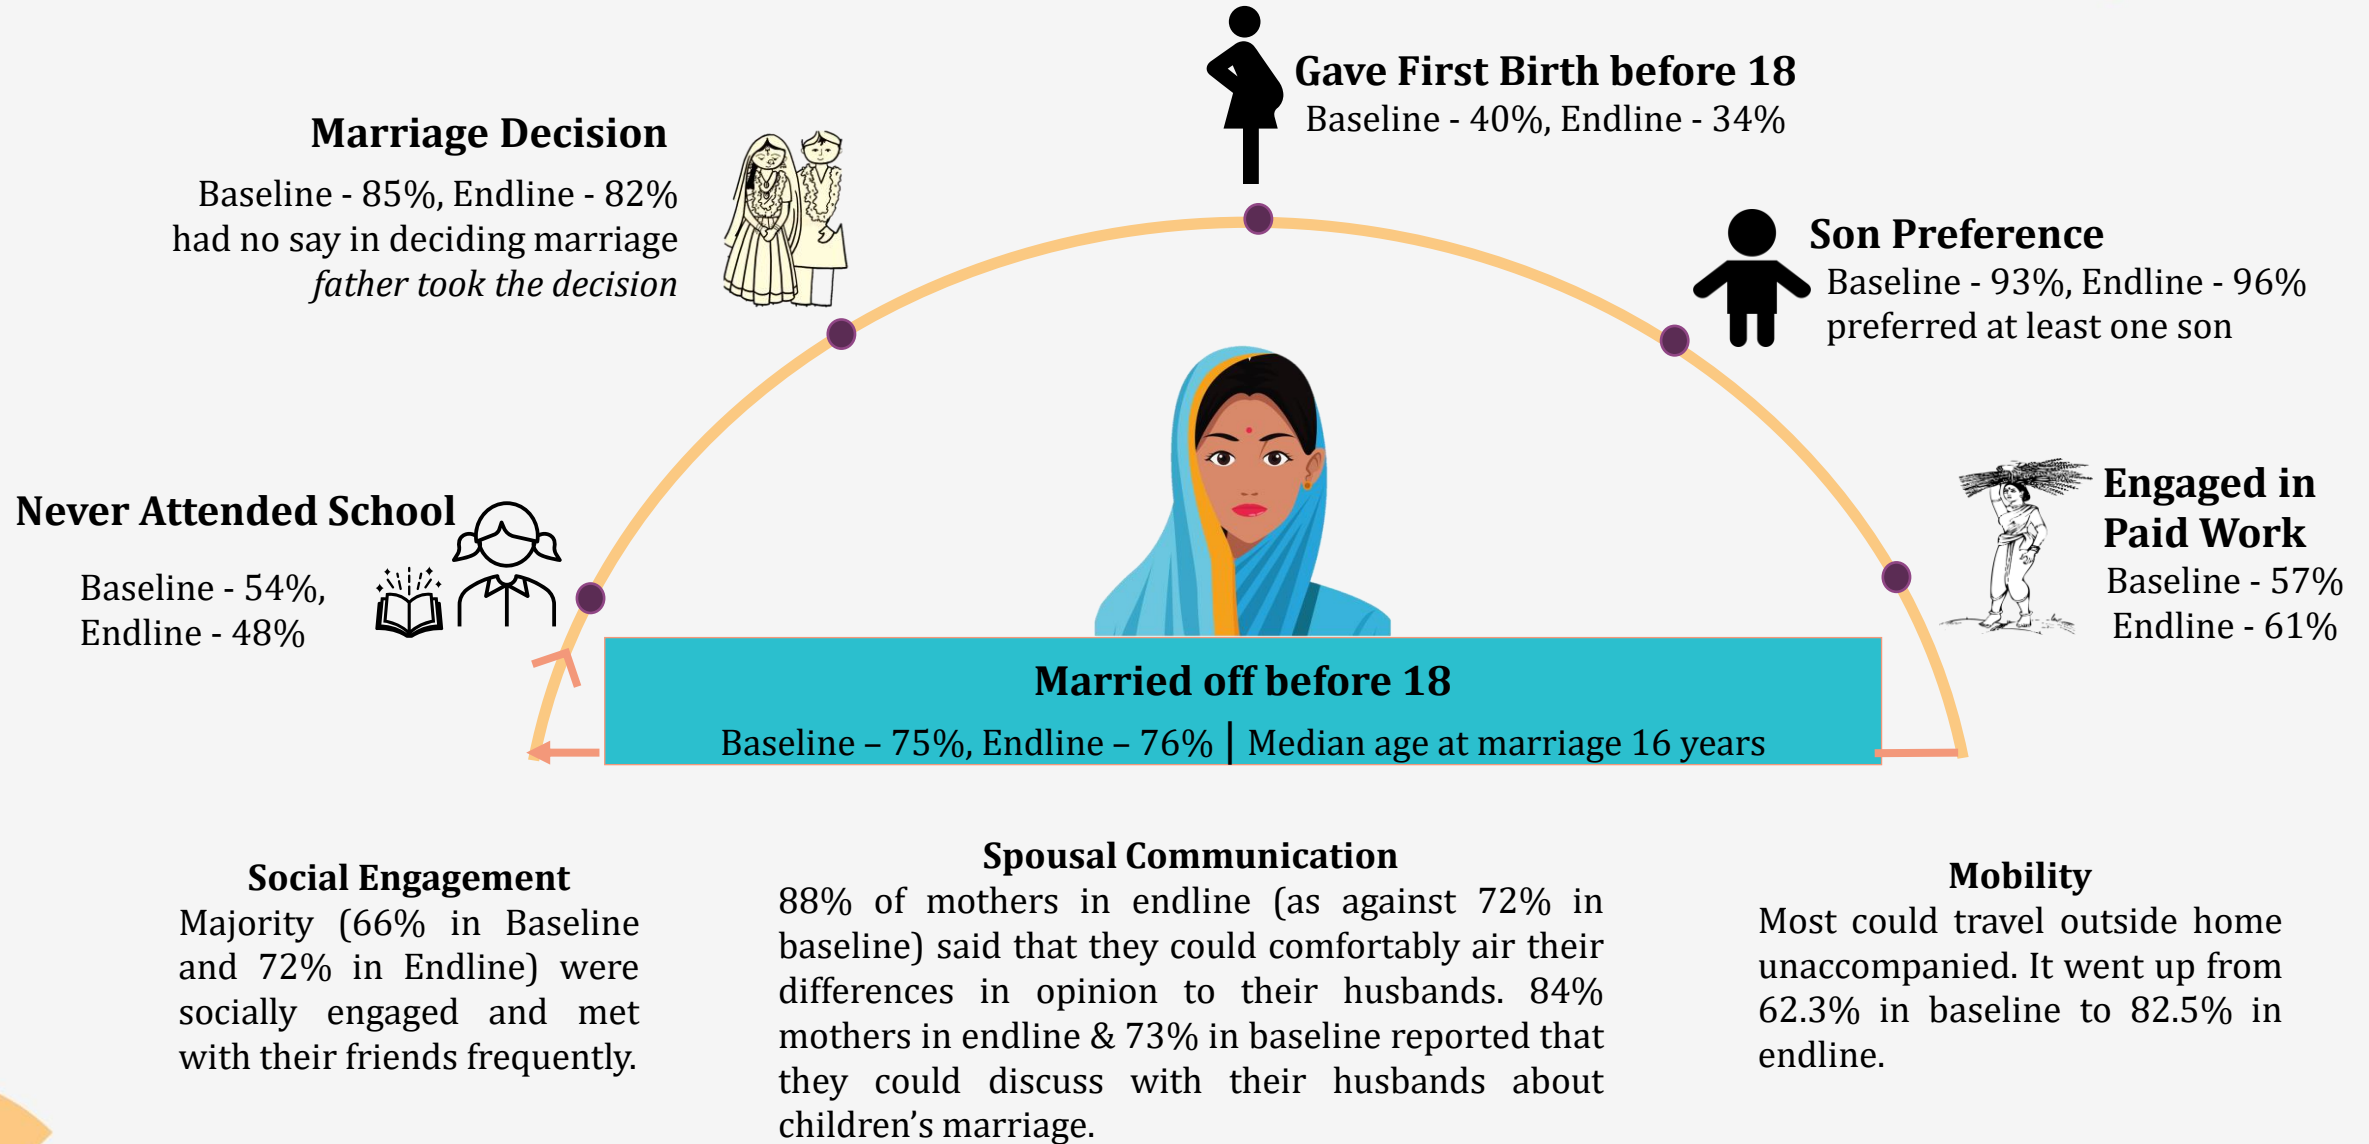 Gave First Birth before 18
Baseline - 40%, Endline - 34%
Marriage Decision
Baseline - 85%, Endline - 82%
had no say in deciding marriage
father took the decision
Son Preference
Baseline - 93%, Endline - 96%
preferred at least one son
Never Attended School
Baseline - 54%,
Endline - 48%
Engaged in
Paid Work
Baseline - 57%
Endline - 61%
Married off before 18
Baseline – 75%, Endline – 76% | Median age at marriage 16 years
Social Engagement
Majority (66% in Baseline
and 72% in Endline) were
socially engaged and met
with their friends frequently.
Spousal Communication
88% of mothers in endline (as against 72% in
baseline) said that they could comfortably air their
differences in opinion to their husbands. 84%
mothers in endline & 73% in baseline reported that
they could discuss with their husbands about
children’s marriage.
Mobility
Most could travel outside home
unaccompanied. It went up from
62.3% in baseline to 82.5% in
endline.